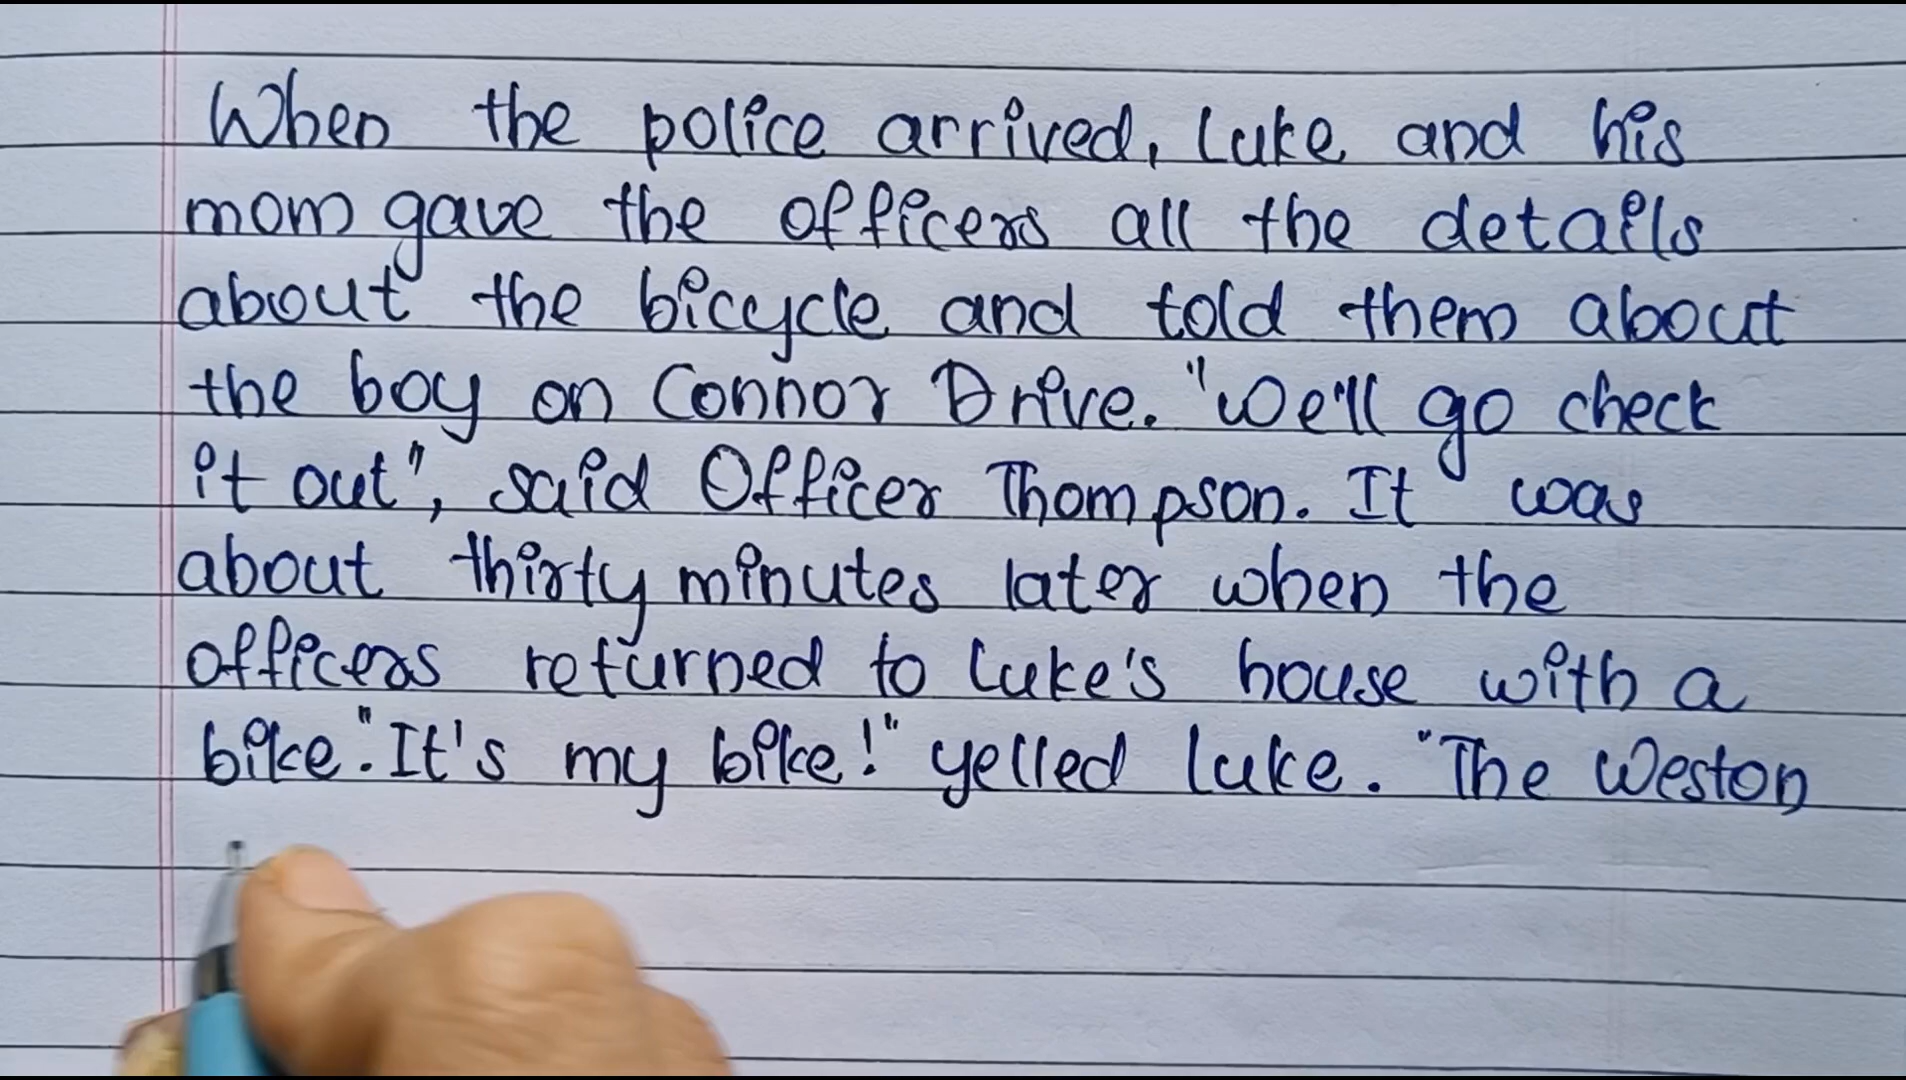 When the police arrived, Luke and his
mom gave the officers all the details
about the bicycle and told them about
the boy on Connor Drive. "We'll go check
it out", said Officer Thompson. It was
about thirty minutes later when the
officers returned to Luke's house with a
bike. "It's my bike!" yelled Luke. "The Weston